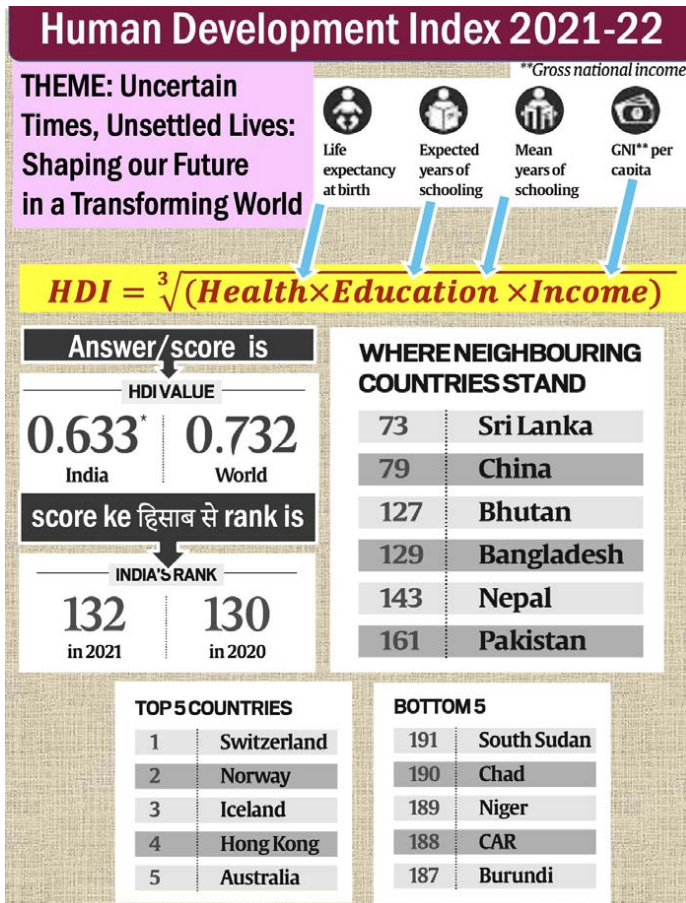 Human Development Index 2021-22
THEME: Uncertain
Times, Unsettled Lives:
Shaping our Future
in a Transforming World
**Gross national income
Life
expectancy
at birth
Expected
years of
schooling
Mean
years of
schooling
GNI** per
capita
HDI = ∛(Health×Education ×Income)
Answer/score is
HDI VALUE
0.633* 0.732
India World
score ke हिसाब से rank is
INDIA'S RANK
132 130
in 2021 in 2020
WHERE NEIGHBOURING
COUNTRIES STAND
73 Sri Lanka
79 China
127 Bhutan
129 Bangladesh
143 Nepal
161 Pakistan
TOP 5 COUNTRIES
1 Switzerland
2 Norway
3 Iceland
4 Hong Kong
5 Australia
BOTTOM 5
191 South Sudan
190 Chad
189 Niger
188 CAR
187 Burundi